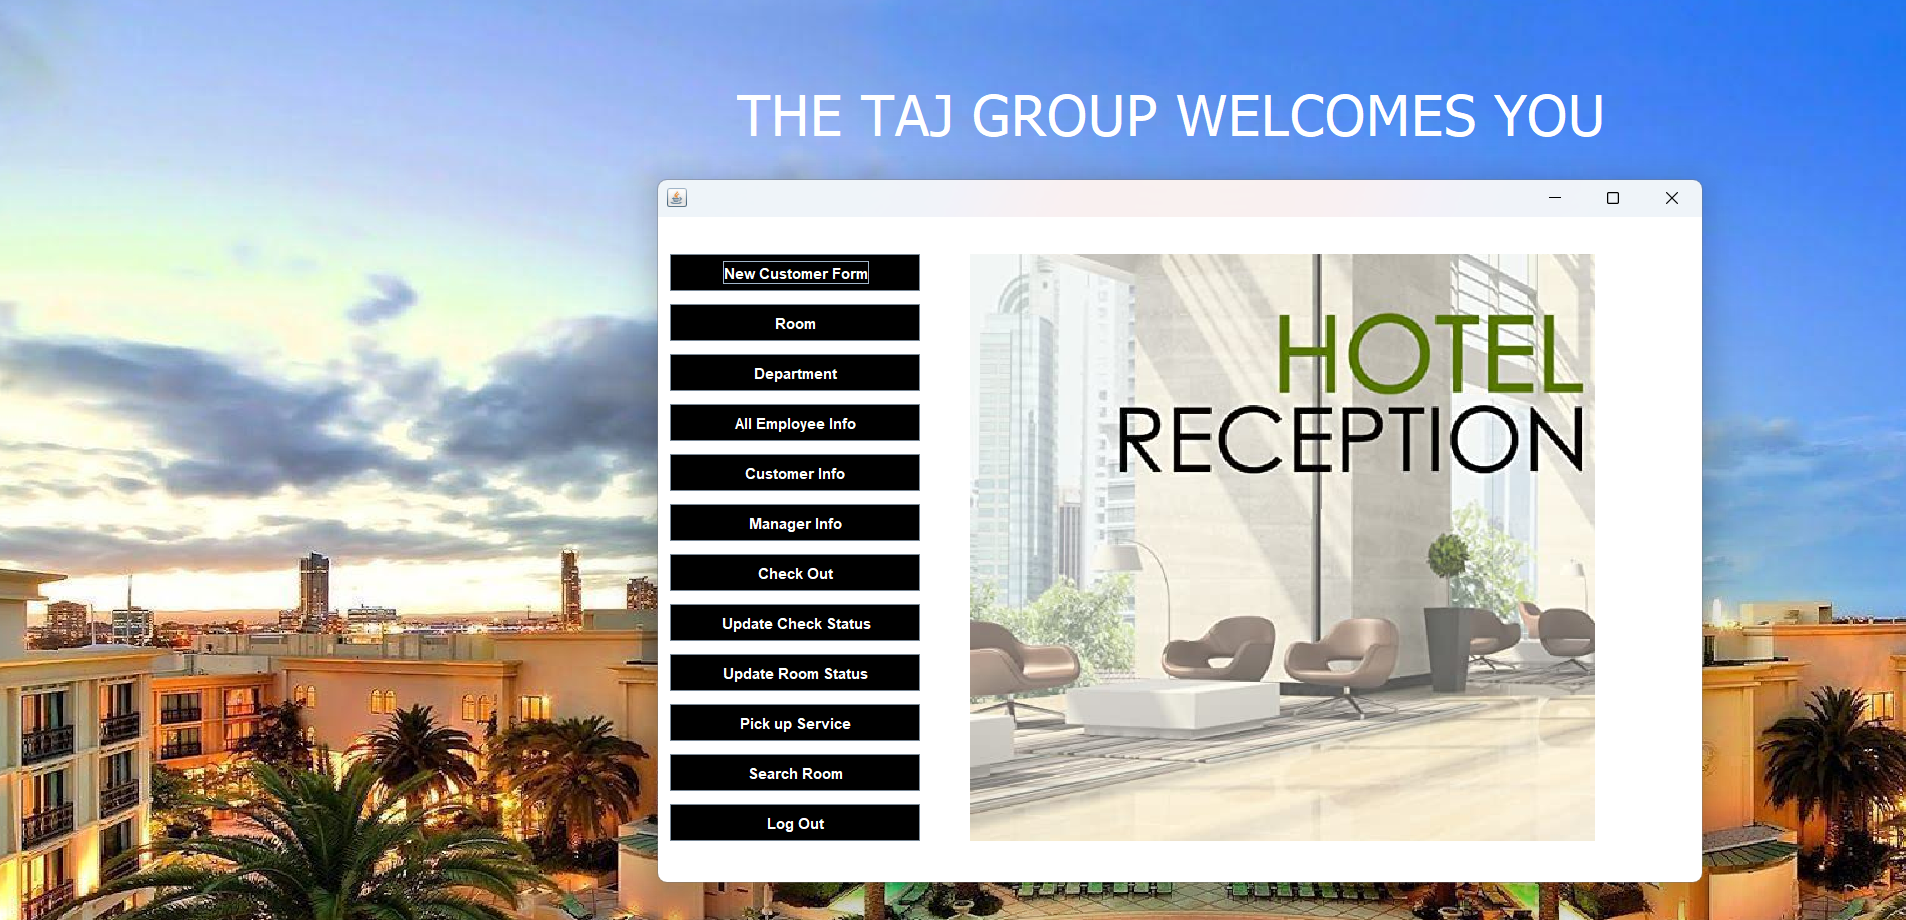 THE TAJ GROUP WELCOMES YOU
New Customer Form
Room
Department
All Employee Info
Customer Info
Manager Info
Check Out
Update Check Status
Update Room Status
Pick up Service
Search Room
Log Out
HOTEL
RECEPTION